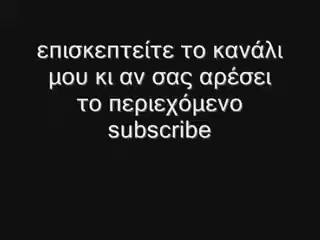 επισκεπτείτε το κανάλι
μου κι αν σας αρέσει
το περιεχόμενο
subscribe